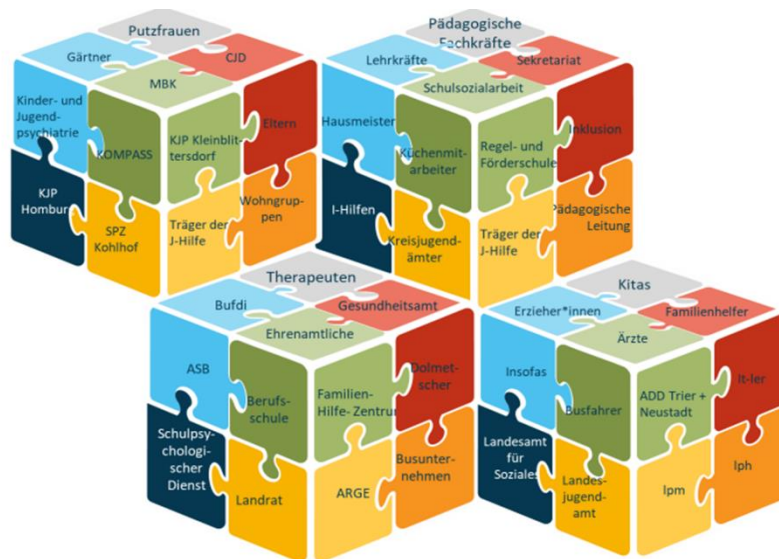 Putzfrauen
Gärtner
CJD
MBK
Kinder- und
Jugend-
psychiatrie
KOMPASS
KJP Kleinblit-
tersdorf
Eltern
KJP
Homburg
SPZ
Kohlhof
Träger der
J-Hilfe
Wohngrup-
pen
Pädagogische
Fachkräfte
Lehrkräfte
Sekretariat
Schulsozialarbeit
Hausmeister
Küchenmit-
arbeiter
Regel- und
Förderschule
Inklusion
I-Hilfen
Kreisjugend-
ämter
Träger der
J-Hilfe
Pädagogische
Leitung
Therapeuten
Bufdi
Gesundheitsamt
Ehrenamtliche
ASB
Berufs-
schule
Familien-
Hilfe- Zentrum
Dolmet-
scher
Schulpsy-
chologi-
scher
Dienst
Landrat
ARGE
Busunter-
nehmen
Kitas
Erzieher*innen
Familienhelfer
Ärzte
Insofas
Busfahrer
ADD Trier +
Neustadt
It-ler
Landesamt
für
Soziales
Landes-
jugend-
amt
lpm
lph